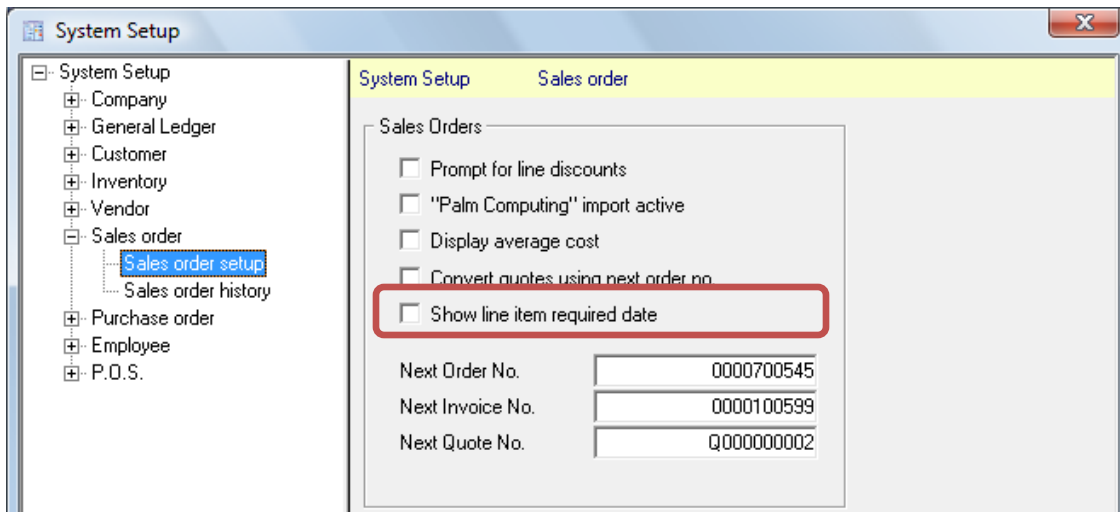 System Setup
System Setup
Company
General Ledger
Customer
Inventory
Vendor
Sales order
Sales order setup
Sales order history
Purchase order
Employee
P.O.S.
System Setup Sales order
Sales Orders
Prompt for line discounts
"Palm Computing" import active
Display average cost
Convert quotes using next order no.
Show line item required date
Next Order No. 0000700545
Next Invoice No. 0000100599
Next Quote No. Q000000002